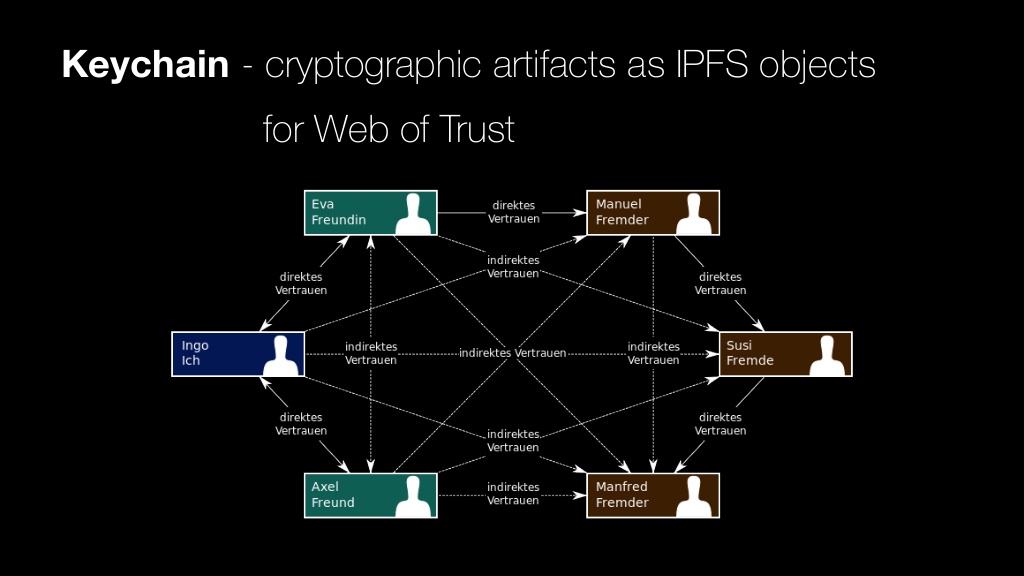 Keychain - cryptographic artifacts as IPFS objects
for Web of Trust
Eva
Freundin
direktes
Vertrauen
Manuel
Fremder
indirektes
Vertrauen
direktes
Vertrauen
direktes
Vertrauen
Ingo
Ich
indirektes
Vertrauen
indirektes Vertrauen
indirektes
Vertrauen
Susi
Fremde
direktes
Vertrauen
indirektes
Vertrauen
direktes
Vertrauen
Axel
Freund
indirektes
Vertrauen
Manfred
Fremder